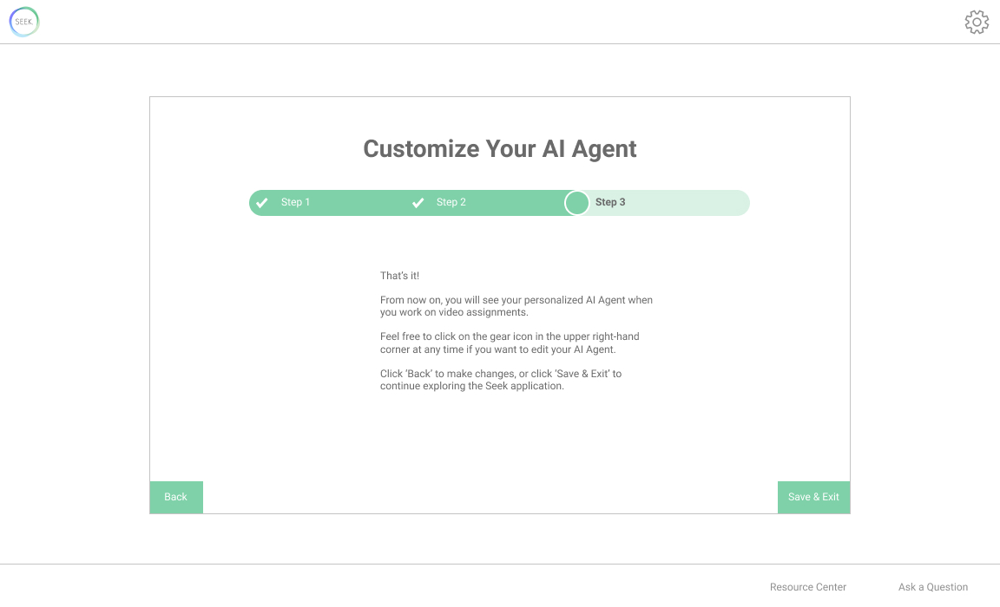 SEEK.
Customize Your AI Agent
Step 1
Step 2
Step 3
That's it!
From now on, you will see your personalized AI Agent when
you work on video assignments.
Feel free to click on the gear icon in the upper right-hand
corner at any time if you want to edit your AI Agent.
Click ‘Back’ to make changes, or click ‘Save & Exit’ to
continue exploring the Seek application.
Back
Save & Exit
Resource Center
Ask a Question